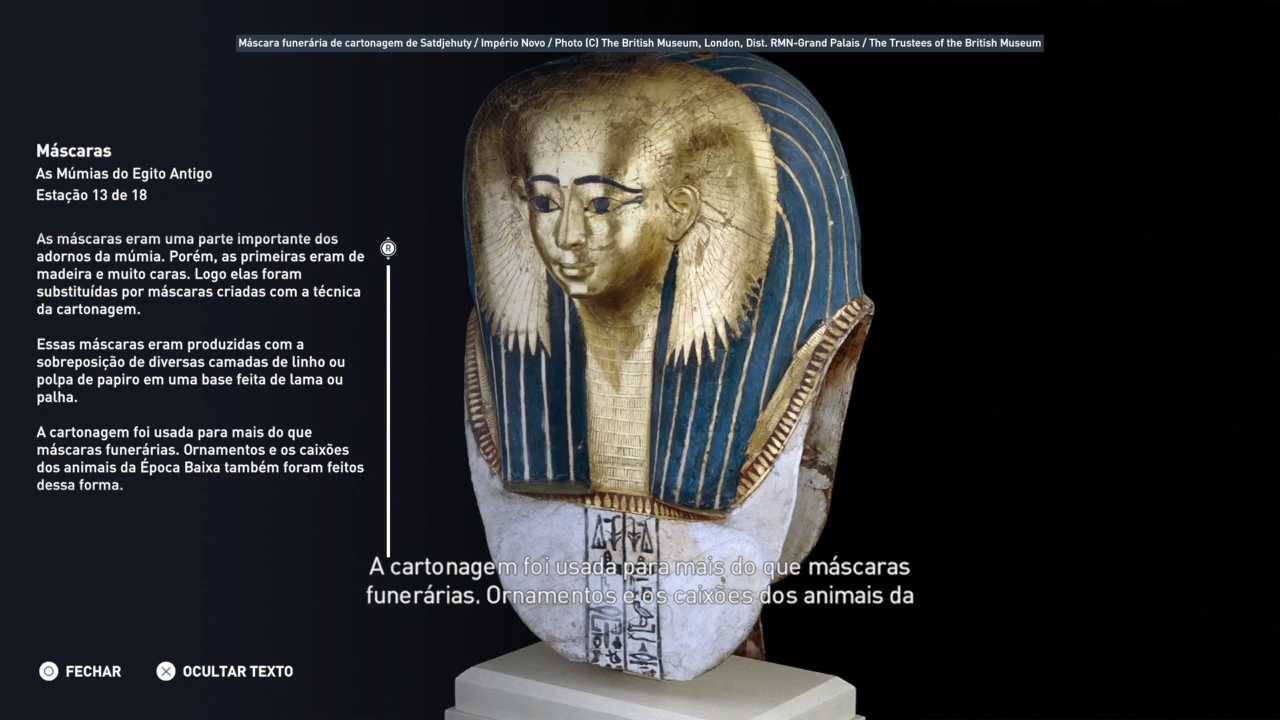 Máscara funerária de cartonagem de Satdjehuty / Império Novo / Photo (C) The British Museum, London, Dist. RMN-Grand Palais / The Trustees of the British Museum
Máscaras
As Múmias do Egito Antigo
Estação 13 de 18
As máscaras eram uma parte importante dos
adornos da múmia. Porém, as primeiras eram de
madeira e muito caras. Logo elas foram
substituídas por máscaras criadas com a técnica
da cartonagem.
Essas máscaras eram produzidas com a
sobreposição de diversas camadas de linho ou
polpa de papiro em uma base feita de lama ou
palha.
A cartonagem foi usada para mais do que
máscaras funerárias. Ornamentos e os caixões
dos animais da Época Baixa também foram feitos
dessa forma.
R
A cartonagem foi usada para mais do que máscaras
funerárias. Ornamentos e os caixões dos animais da
FECHAR
OCULTAR TEXTO